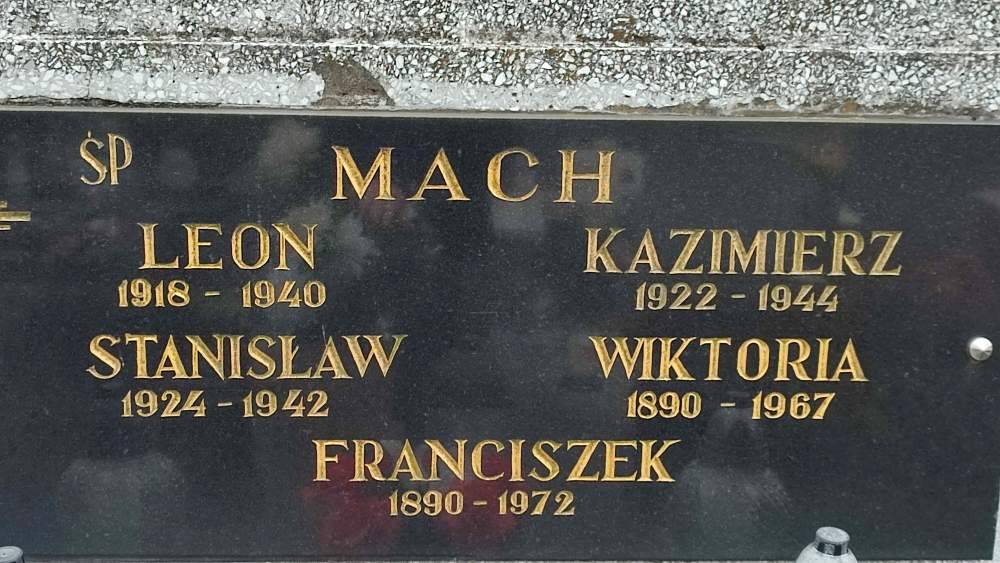 ŚP
MACH
LEON
1918 - 1940
KAZIMIERZ
1922 - 1944
STANISŁAW
1924 - 1942
WIKTORIA
1890 - 1967
FRANCISZEK
1890 - 1972